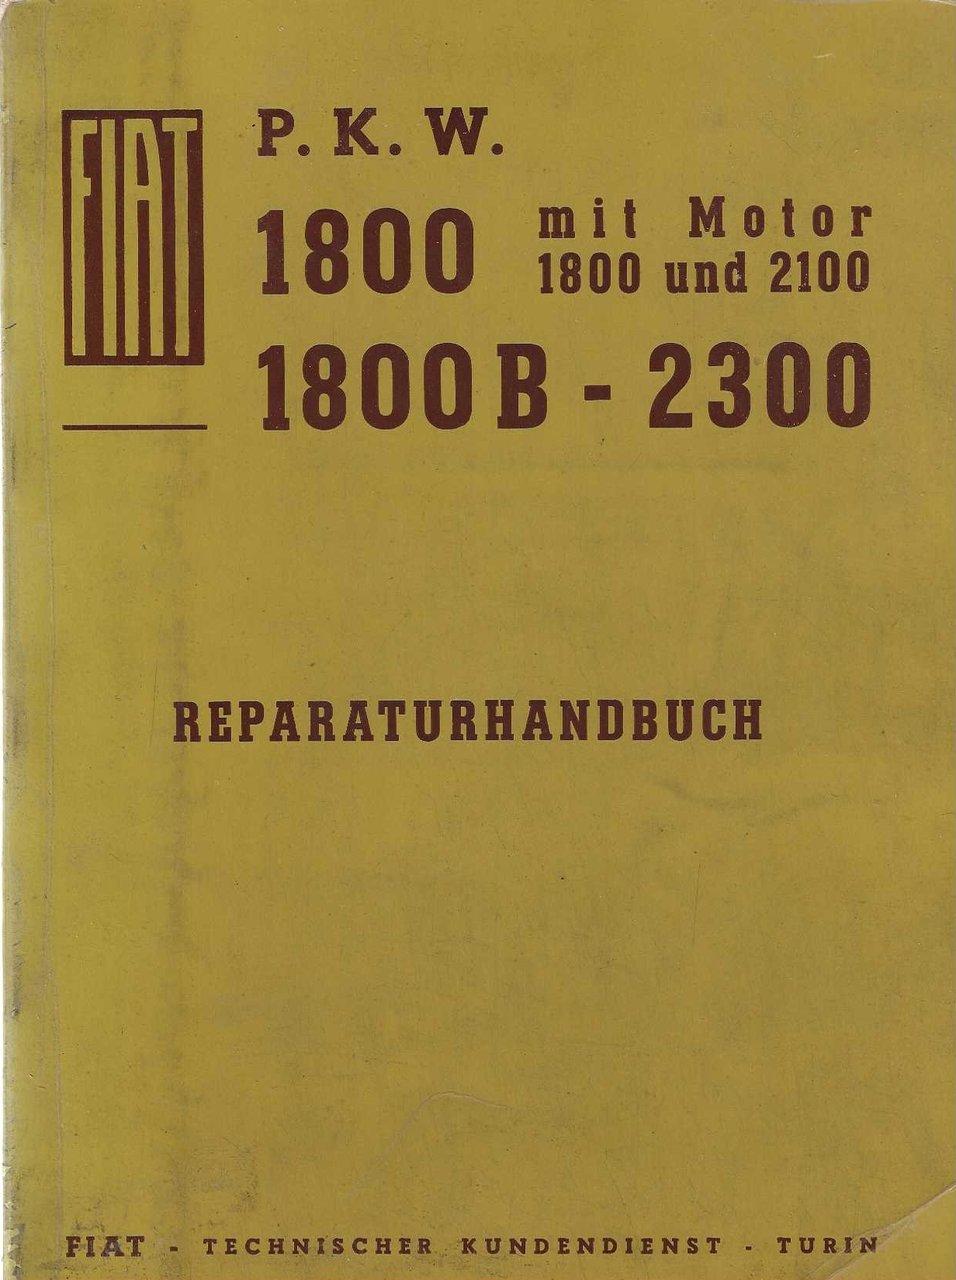 FIAT
P. K. W.
1800 mit Motor
1800 und 2100
1800 B - 2300
REPARATURHANDBUCH
FIAT - TECHNISCHER KUNDENDIENST - TURIN